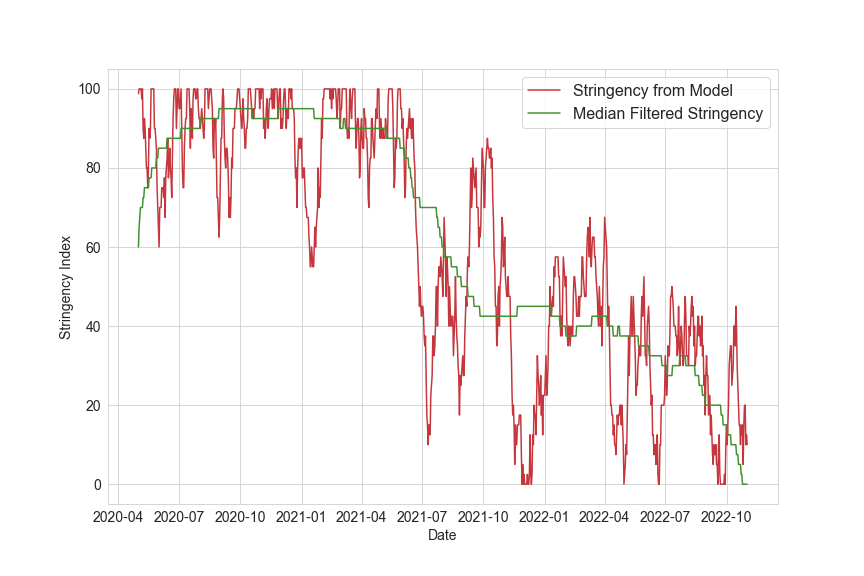 Stringency from Model
Median Filtered Stringency
100
80
60
40
20
0
Stringency Index
2020-04 2020-07 2020-10 2021-01 2021-04 2021-07 2021-10 2022-01 2022-04 2022-07 2022-10
Date